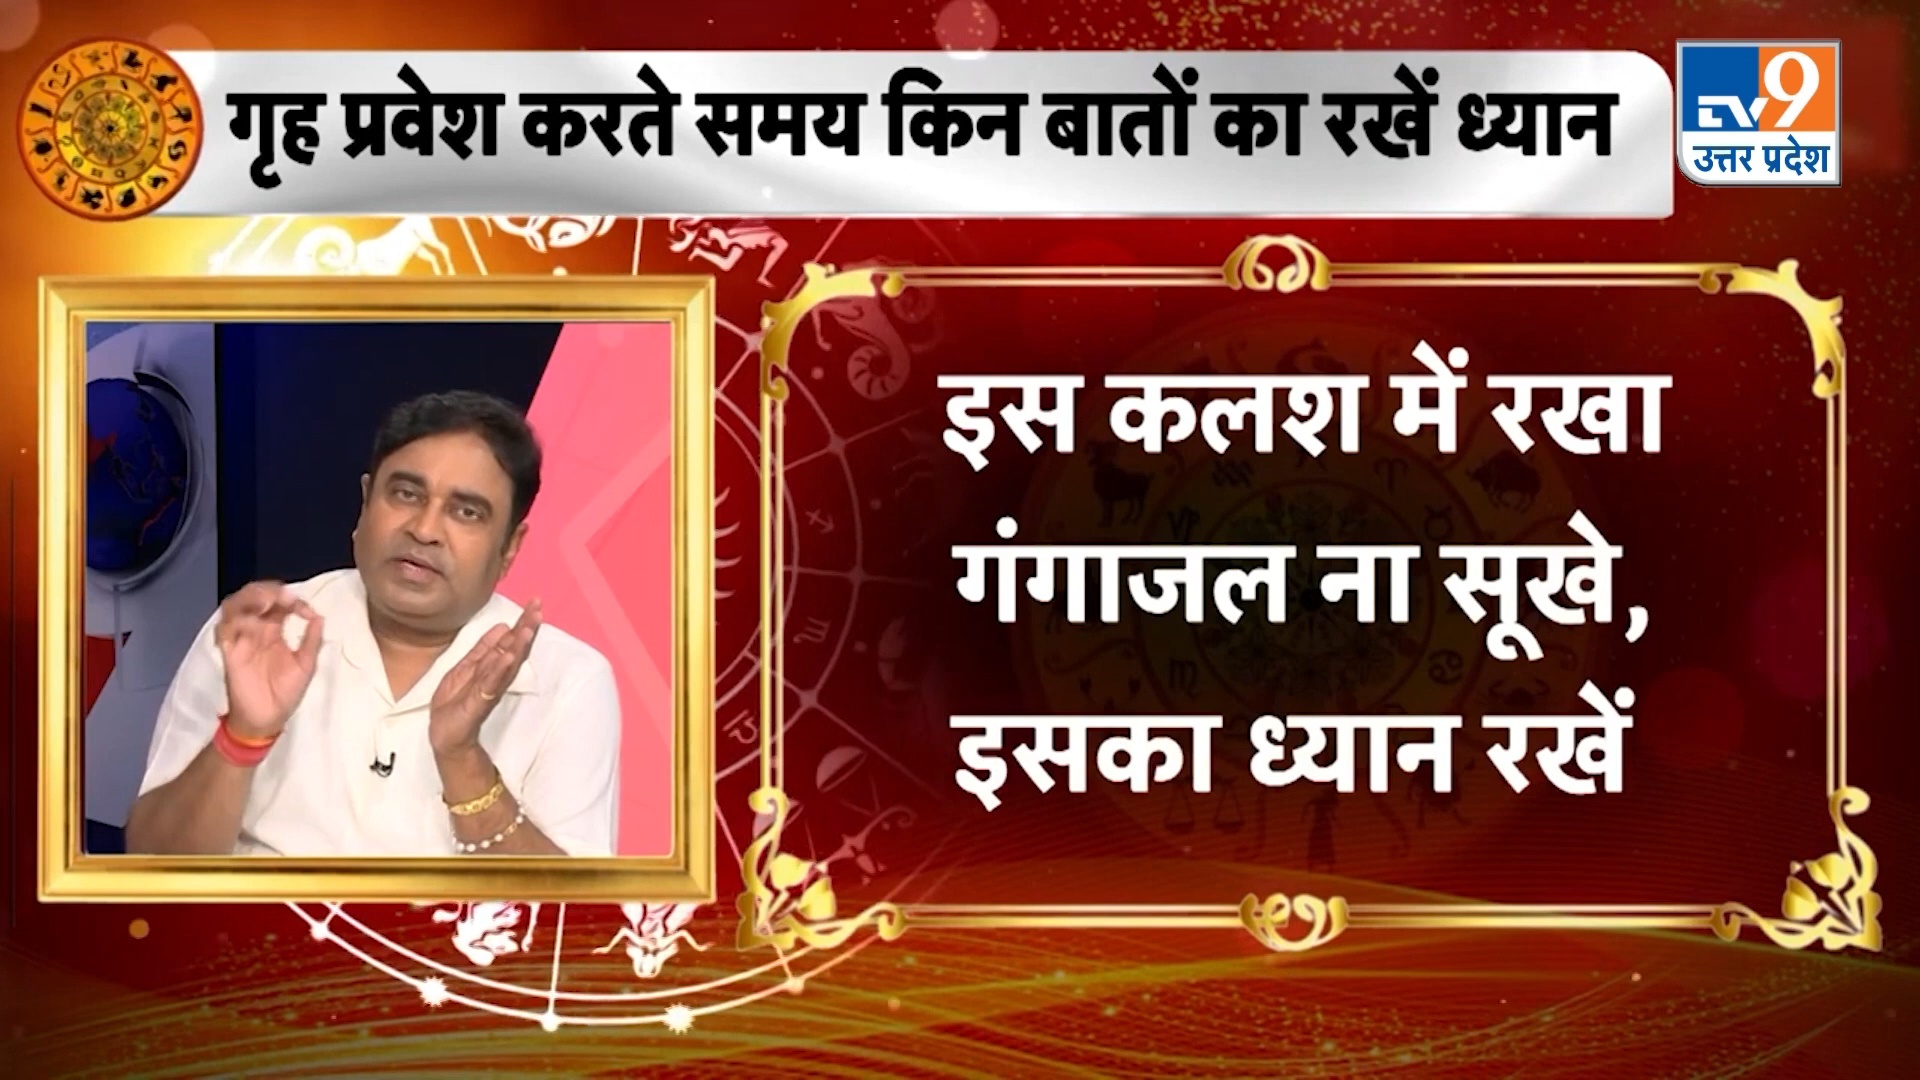 गृह प्रवेश करते समय किन बातों का रखें ध्यान
TV9
उत्तर प्रदेश
इस कलश में रखा
गंगाजल ना सूखे,
इसका ध्यान रखें